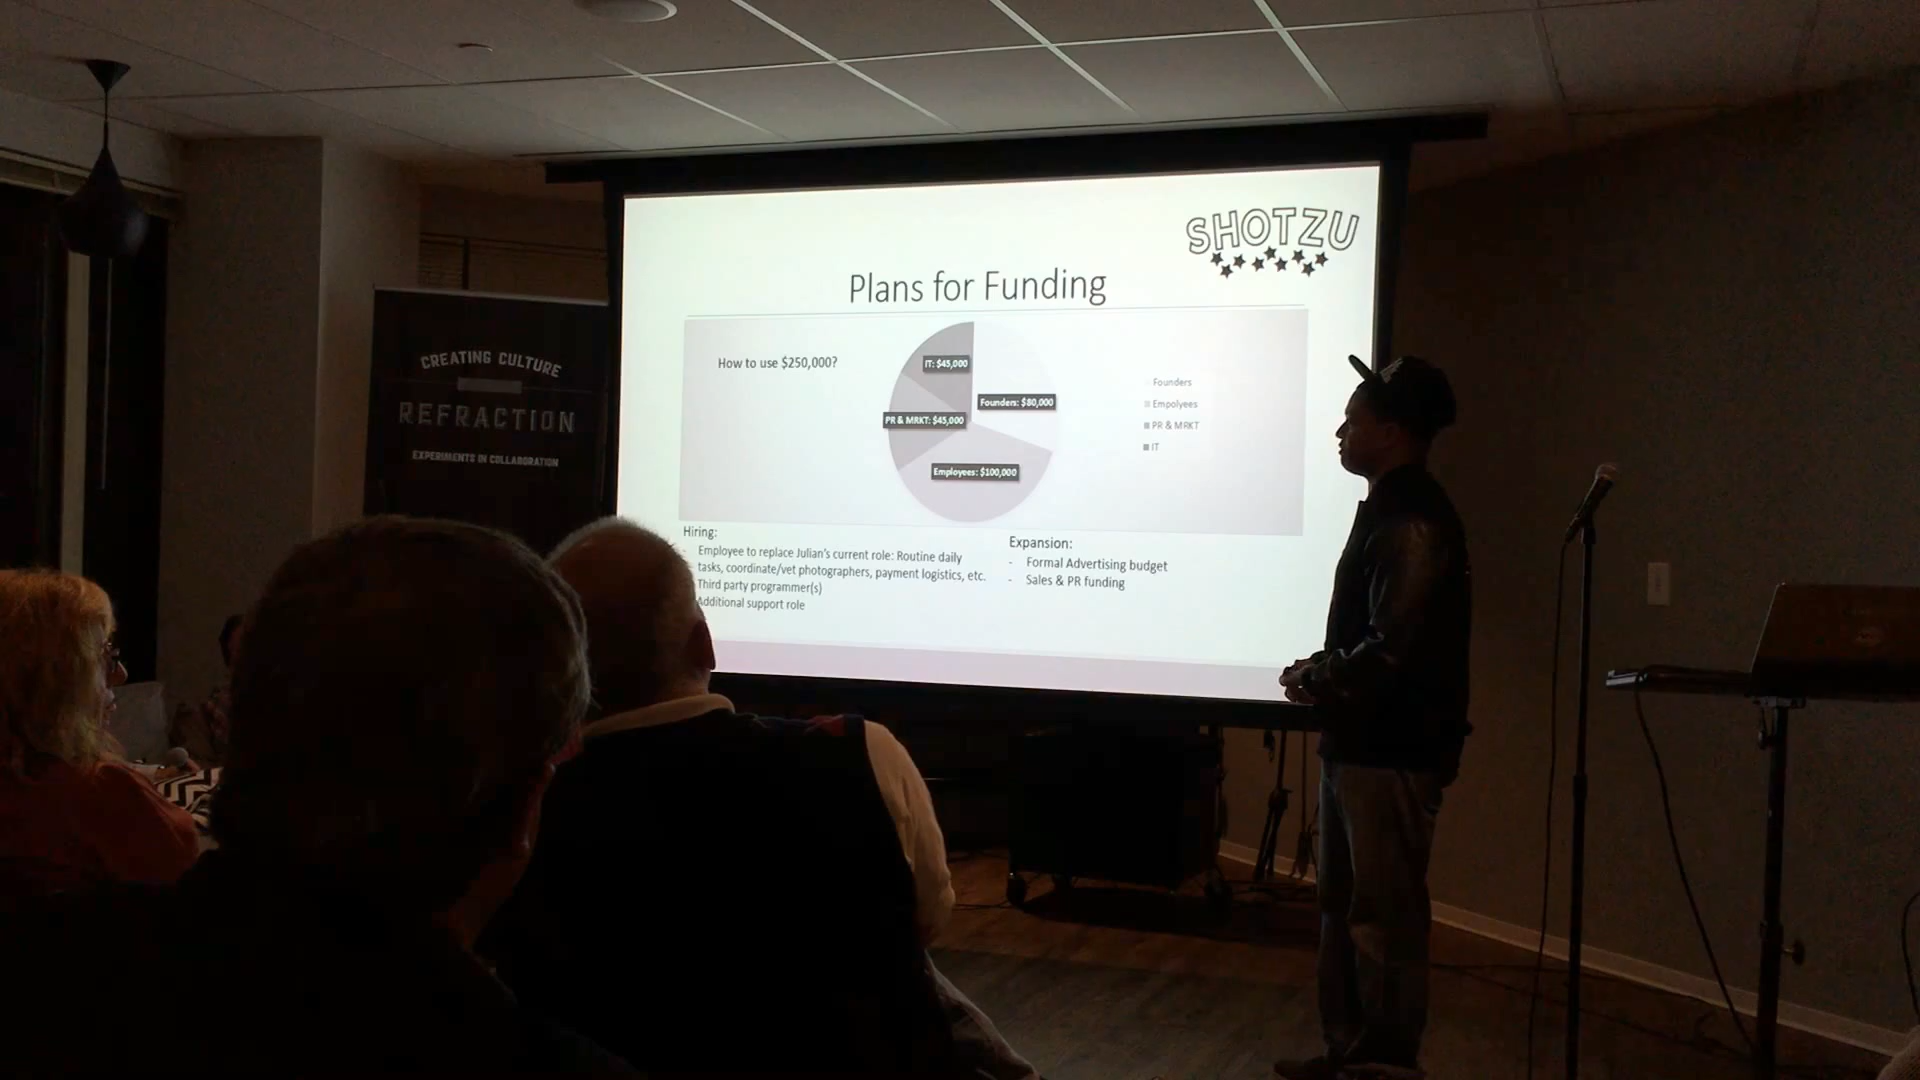 CREATING CULTURE
REFRACTION
EXPERIMENTS IN COLLABORATION
SHOTZU
Plans for Funding
How to use $250,000?
IT: $45,000
Founders: $80,000
PR & MRKT: $45,000
Employees: $100,000
Founders
Empolyees
PR & MRKT
IT
Hiring:
- Employee to replace Julian's current role: Routine daily
tasks, coordinate/vet photographers, payment logistics, etc.
Third party programmer(s)
Additional support role
Expansion:
- Formal Advertising budget
- Sales & PR funding